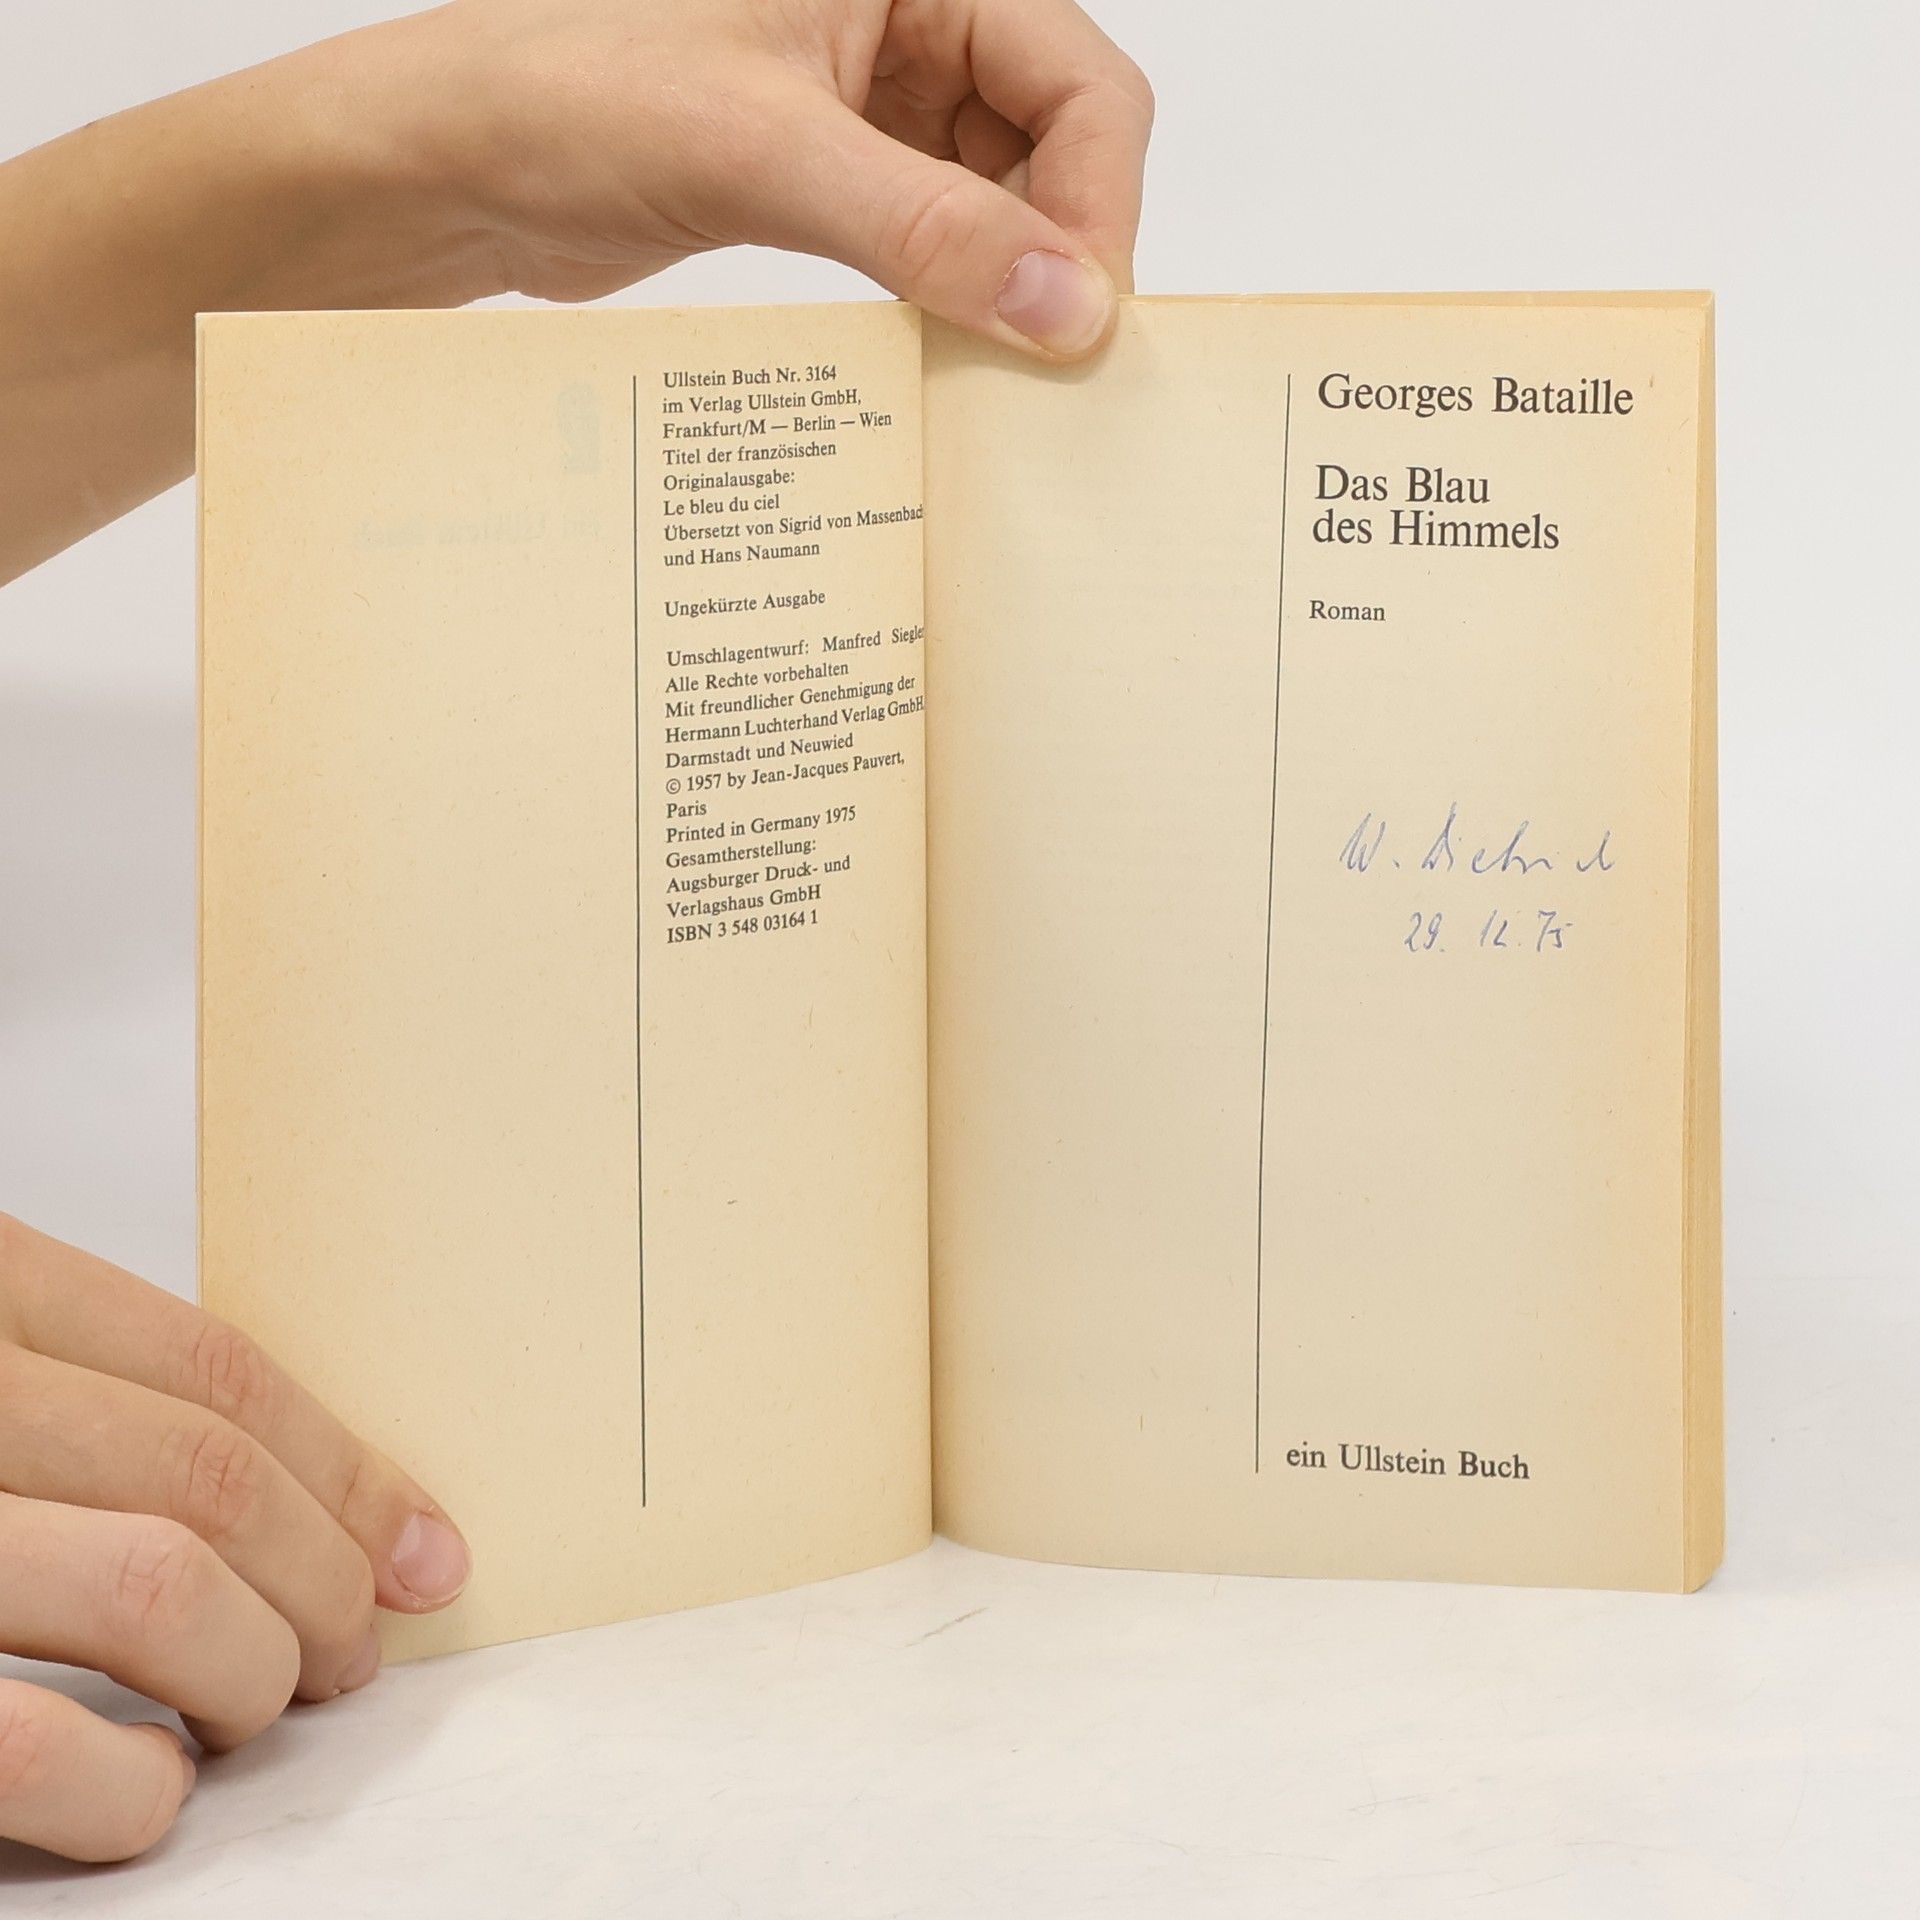 Ullstein Buch Nr. 3164
im Verlag Ullstein GmbH,
Frankfurt/M — Berlin — Wien
Titel der französischen
Originalausgabe:
Le bleu du ciel
Übersetzt von Sigrid von Massenbach
und Hans Naumann
Ungekürzte Ausgabe
Umschlagentwurf: Manfred Siegler
Alle Rechte vorbehalten
Mit freundlicher Genehmigung der
Hermann Luchterhand Verlag GmbH,
Darmstadt und Neuwied
© 1957 by Jean-Jacques Pauvert,
Paris
Printed in Germany 1975
Gesamtherstellung:
Augsburger Druck- und
Verlagshaus GmbH
ISBN 3 548 03164 1
Georges Bataille
Das Blau
des Himmels
Roman
W. Dietrich
29. 12. 75
ein Ullstein Buch